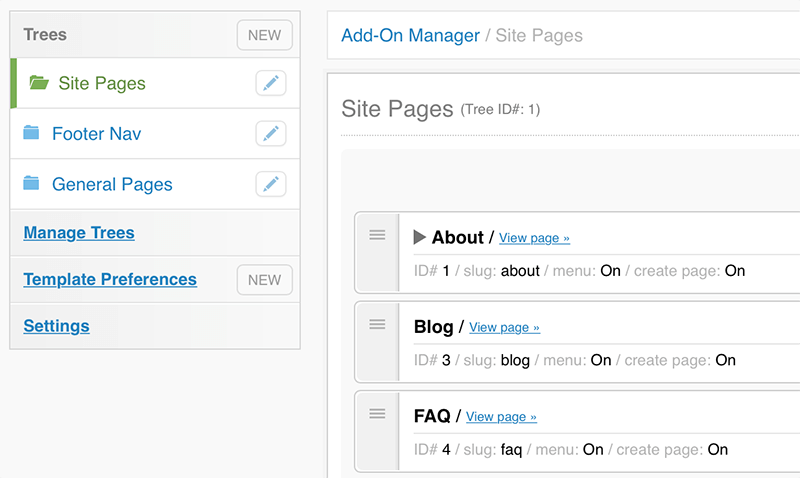 Trees NEW
Site Pages
Footer Nav
General Pages
Manage Trees
Template Preferences NEW
Settings
Add-On Manager / Site Pages
Site Pages (Tree ID#: 1)
About / View page »
ID# 1 / slug: about / menu: On / create page: On
Blog / View page »
ID# 3 / slug: blog / menu: On / create page: On
FAQ / View page »
ID# 4 / slug: faq / menu: On / create page: On